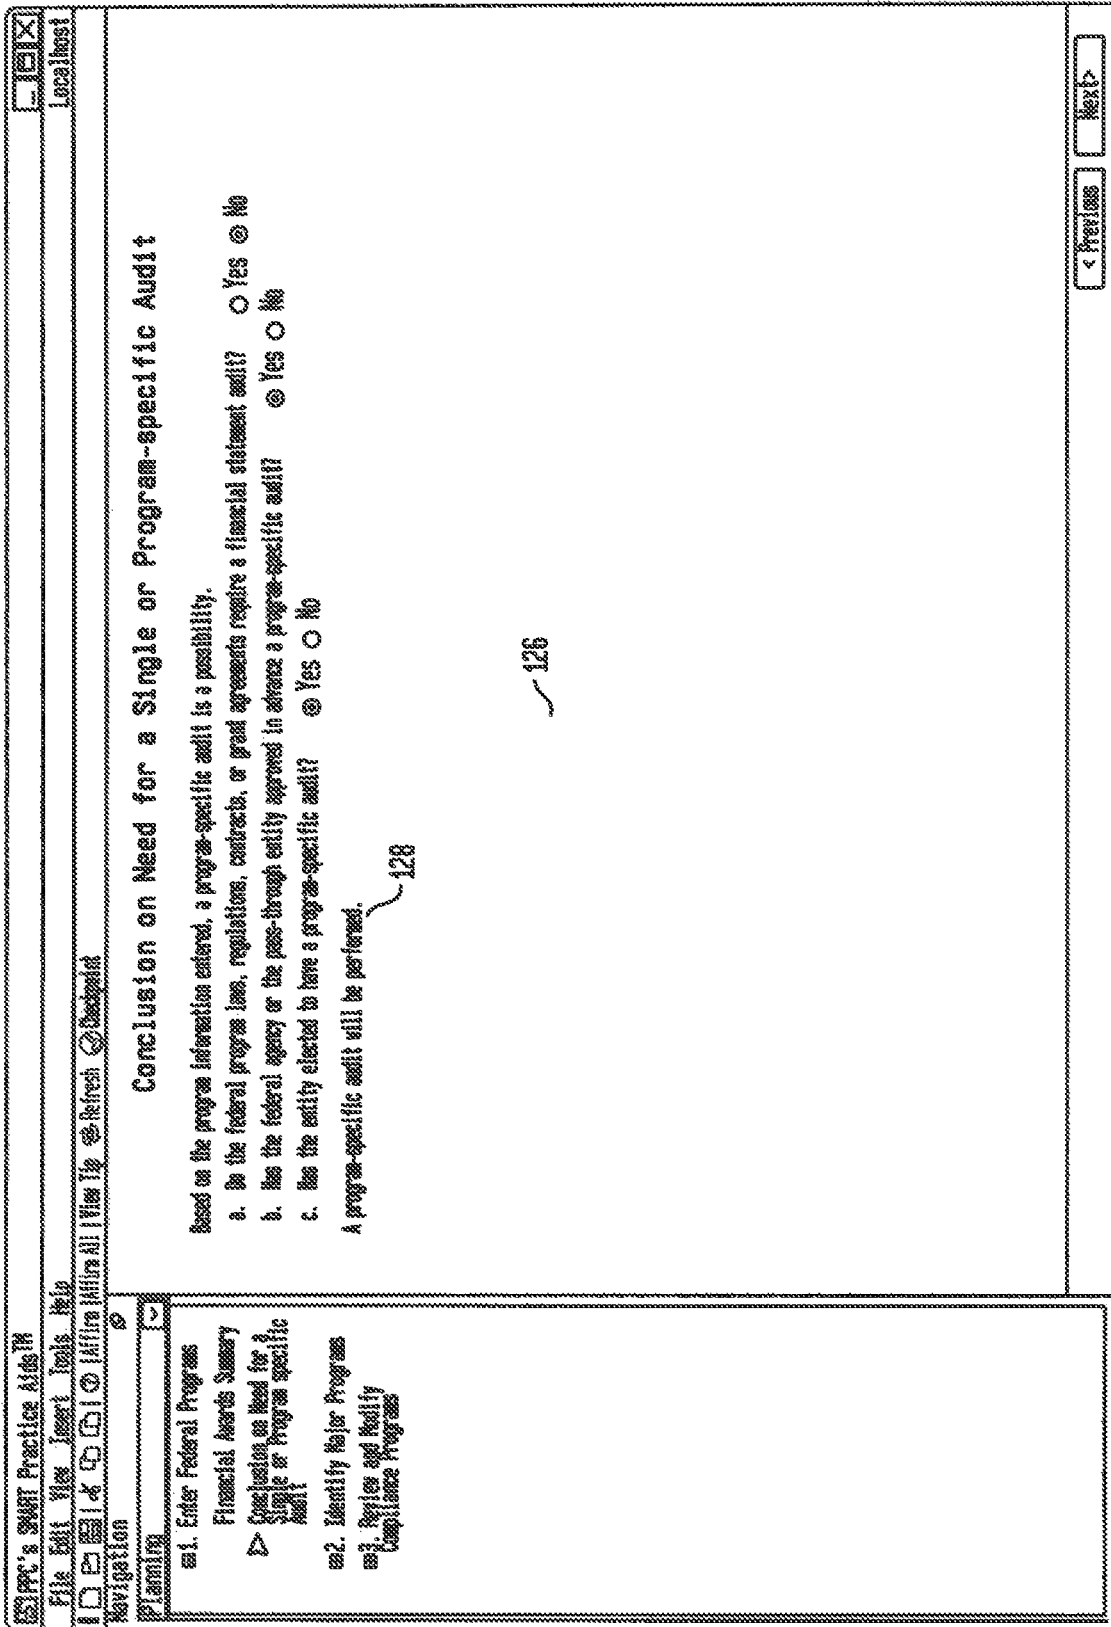 PPC's SMART Practice Aids™
File Edit View Insert Tools Help
Localhost
Affirm | Affirm All | View Tip Refresh Checkpoint
Navigation
Planning
1. Enter Federal Programs
Financial Awards Summary
Conclusion on Need for a
Single or Program specific
Audit
2. Identify Major Programs
3. Review and Modify
Compliance Programs
Conclusion on Need for a Single or Program-specific Audit
Based on the program information entered, a program-specific audit is a possibility.
a. Do the federal program laws, regulations, contracts, or grant agreements require a financial statement audit? Yes No
b. Has the federal agency or the pass-through entity approved in advance a program-specific audit? Yes No
c. Has the entity elected to have a program-specific audit? Yes No
A program-specific audit will be performed.
128
126
< Previous
Next>